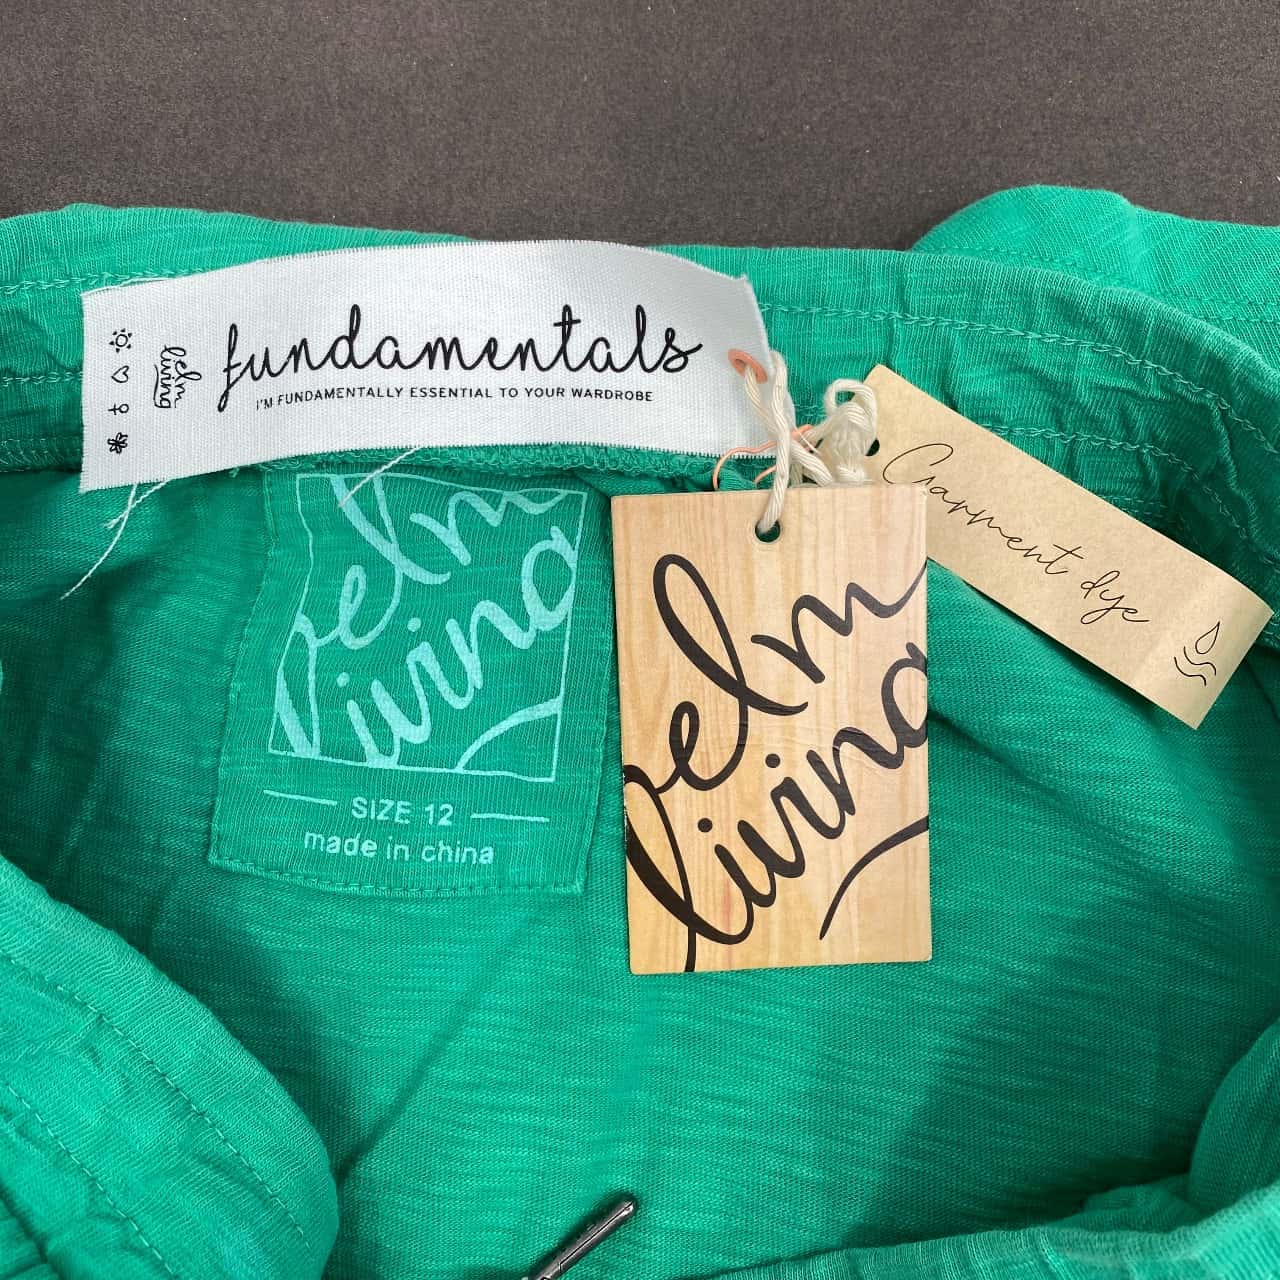 fundamentals
I'M FUNDAMENTALLY ESSENTIAL TO YOUR WARDROBE
elm
living
elm
living
SIZE 12
made in china
elm
living
Garment dye